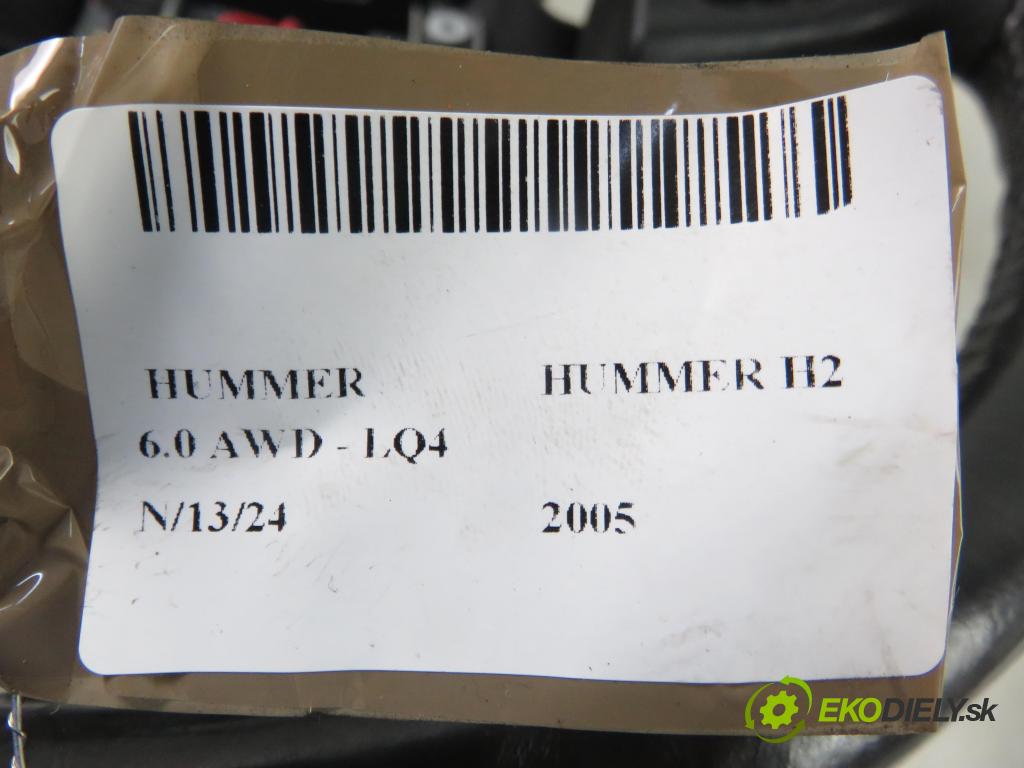 HUMMER HUMMER H2
6.0 AWD - LQ4
N/13/24 2005
EKODIELY.sk